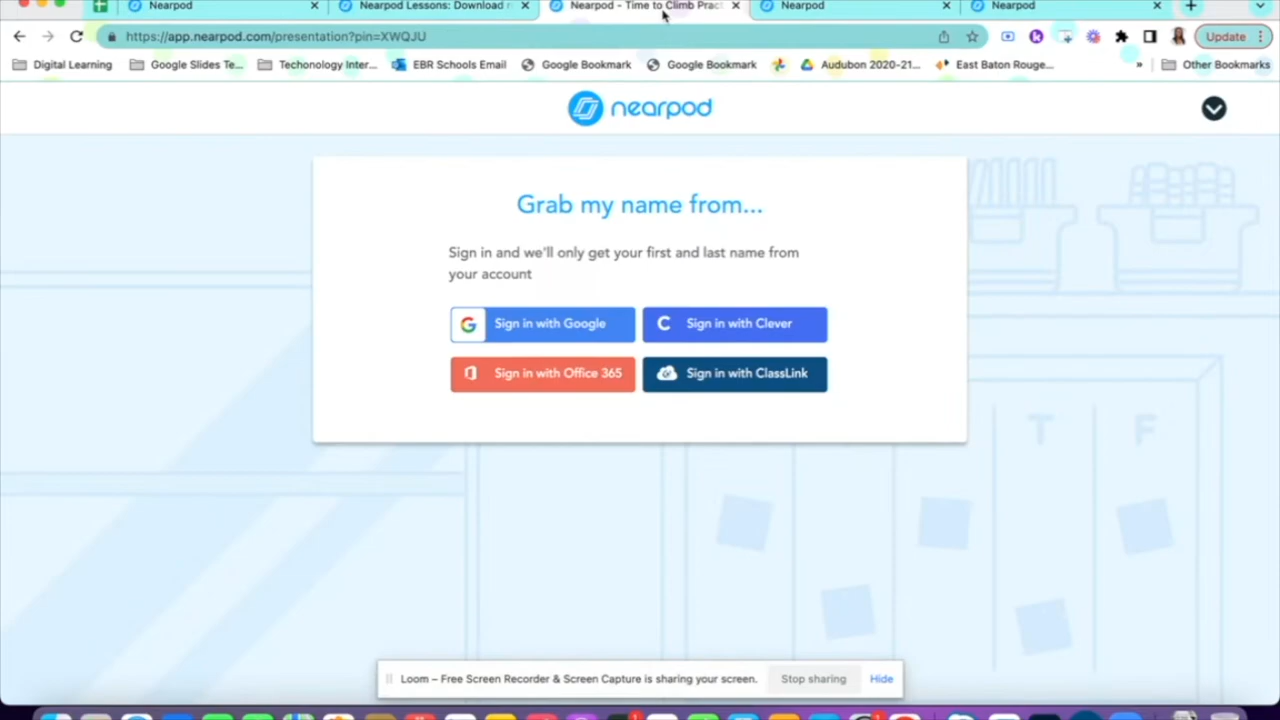 Nearpod
Nearpod Lessons: Download
Nearpod - Time to Climb Pract
Nearpod
Nearpod
https://app.nearpod.com/presentation?pin=XWQJU
Update
Digital Learning
Google Slides Te...
Techonology Inter...
EBR Schools Email
Google Bookmark
Google Bookmark
Audubon 2020-21...
East Baton Rouge...
»
Other Bookmarks
nearpod
Grab my name from...
Sign in and we'll only get your first and last name from
your account
G Sign in with Google
C Sign in with Clever
Sign in with Office 365
Sign in with ClassLink
T F
Loom – Free Screen Recorder & Screen Capture is sharing your screen.
Stop sharing
Hide